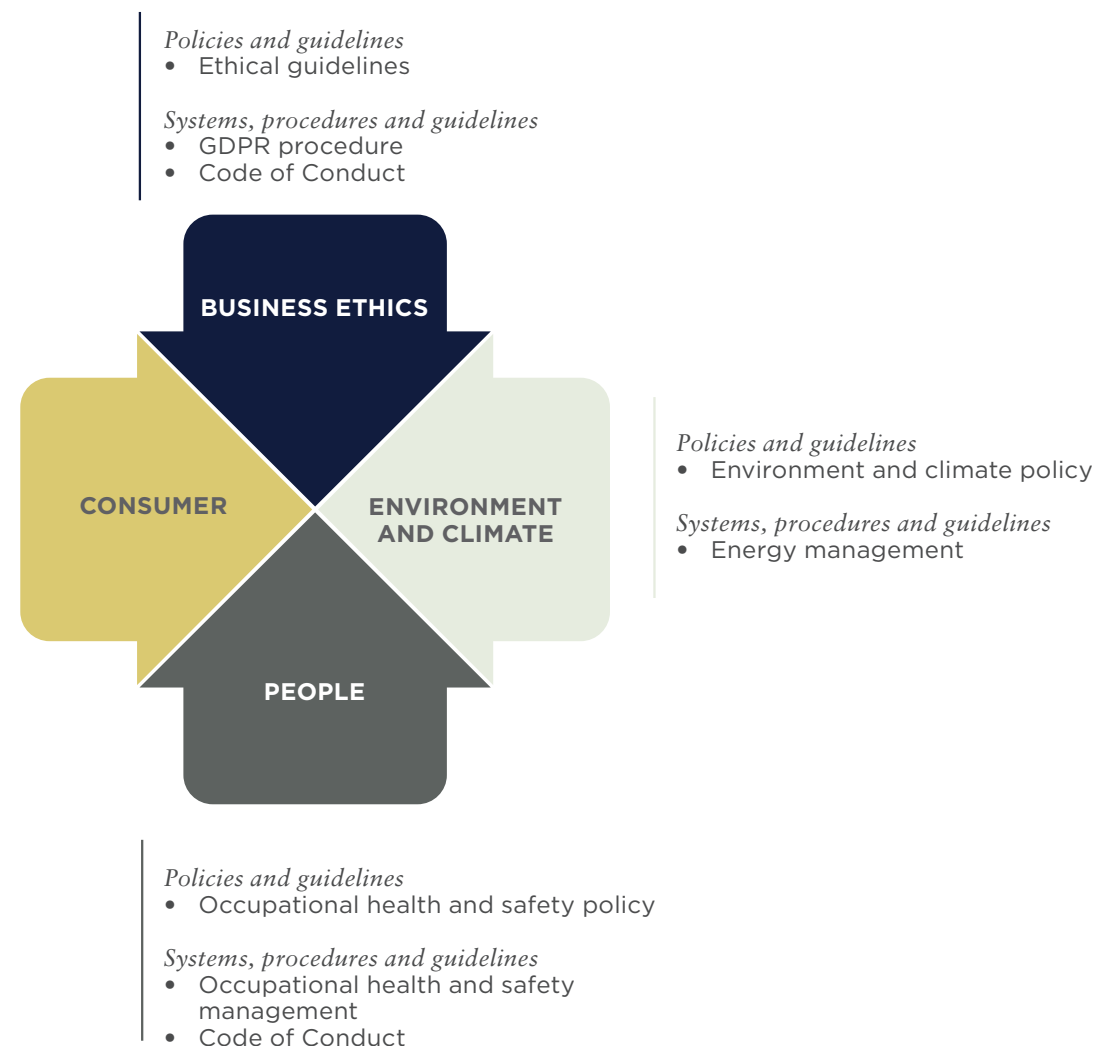 Policies and guidelines
• Ethical guidelines
Systems, procedures and guidelines
• GDPR procedure
• Code of Conduct
BUSINESS ETHICS
CONSUMER
ENVIRONMENT
AND CLIMATE
PEOPLE
Policies and guidelines
• Environment and climate policy
Systems, procedures and guidelines
• Energy management
Policies and guidelines
• Occupational health and safety policy
Systems, procedures and guidelines
• Occupational health and safety
management
• Code of Conduct